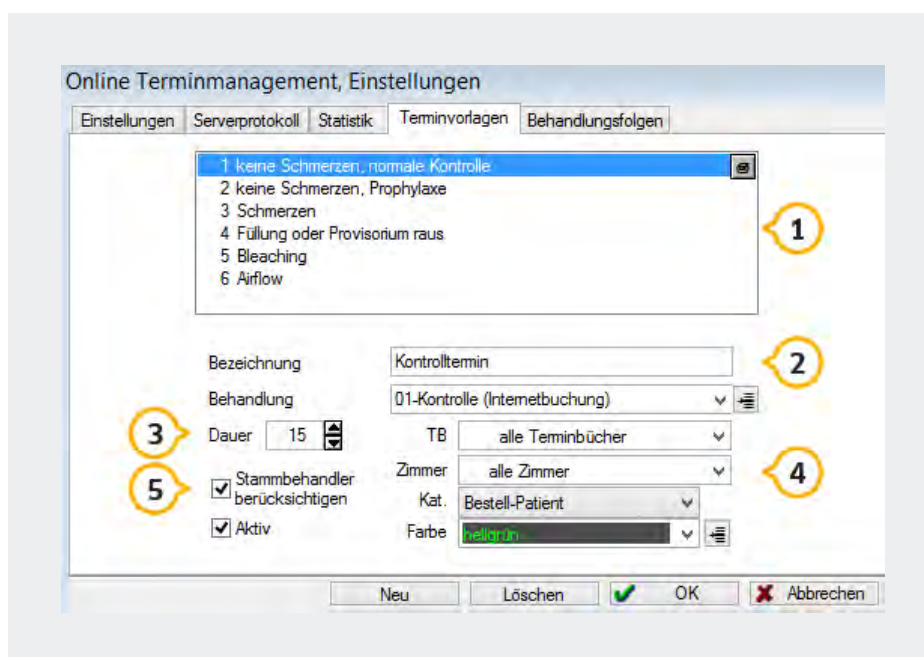 Online Terminmanagement, Einstellungen
Einstellungen Serverprotokoll Statistik Terminvorlagen Behandlungsfolgen
1 keine Schmerzen, normale Kontrolle
2 keine Schmerzen, Prophylaxe
3 Schmerzen
4 Füllung oder Provisorium raus
5 Bleaching
6 Airflow
1
Bezeichnung Kontrolltermin 2
Behandlung 01-Kontrolle (Internetbuchung)
3 Dauer 15 TB alle Terminbücher
5 Stammbehandler berücksichtigen Zimmer alle Zimmer 4
Kat. Bestell-Patient
Aktiv Farbe hellgrün
Neu Löschen OK Abbrechen